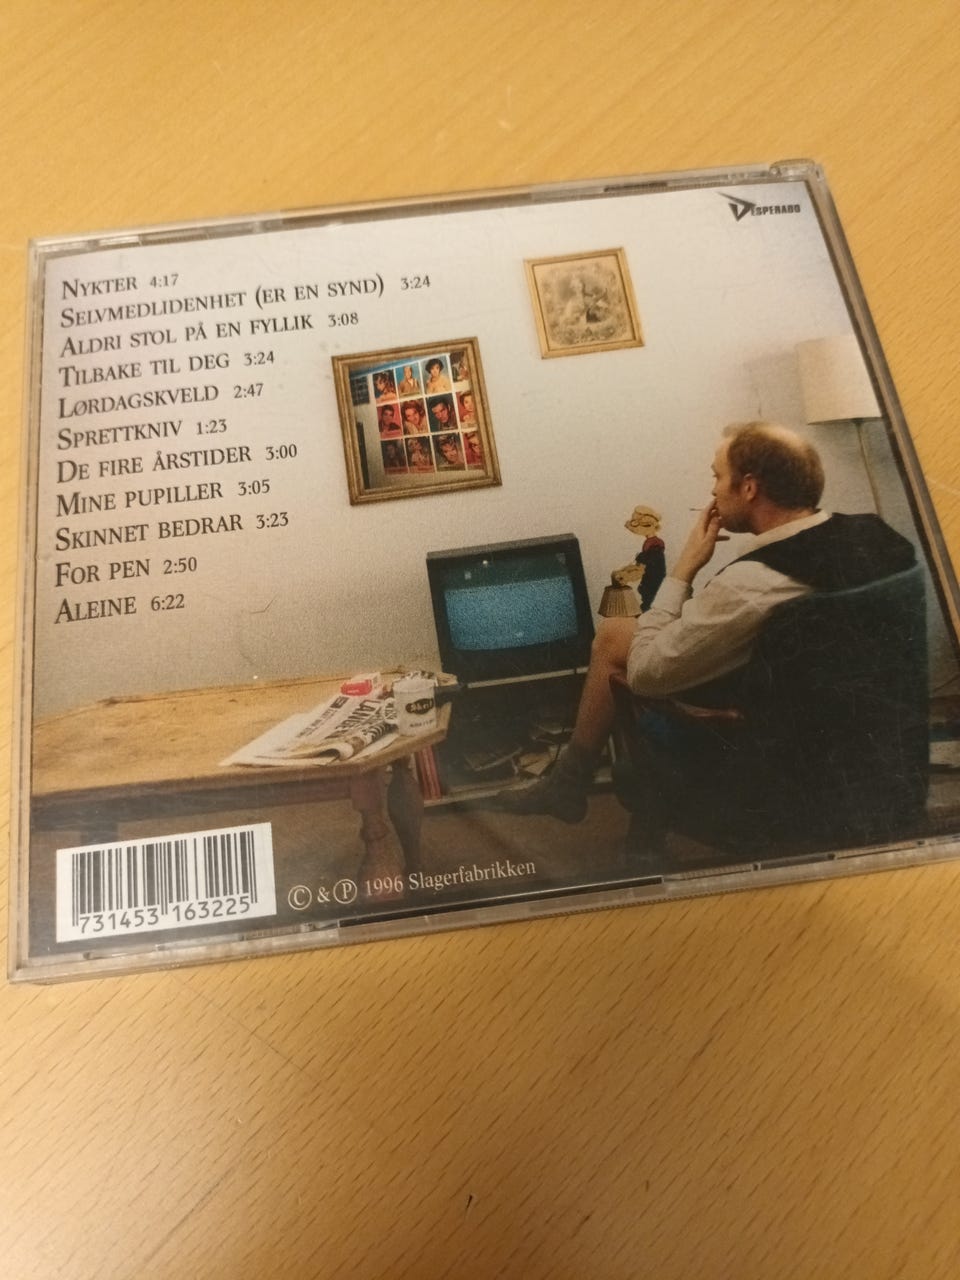 DESPERADO
NYKTER 4:17
SELVMEDLIDENHET (ER EN SYND) 3:24
ALDRI STOL PÅ EN FYLLIK 3:08
TILBAKE TIL DEG 3:24
LØRDAGSKVELD 2:47
SPRETTKNIV 1:23
DE FIRE ÅRSTIDER 3:00
MINE PUPILLER 3:05
SKINNET BEDRAR 3:23
FOR PEN 2:50
ALEINE 6:22
© & ℗ 1996 Slagerfabrikken
731453 163225